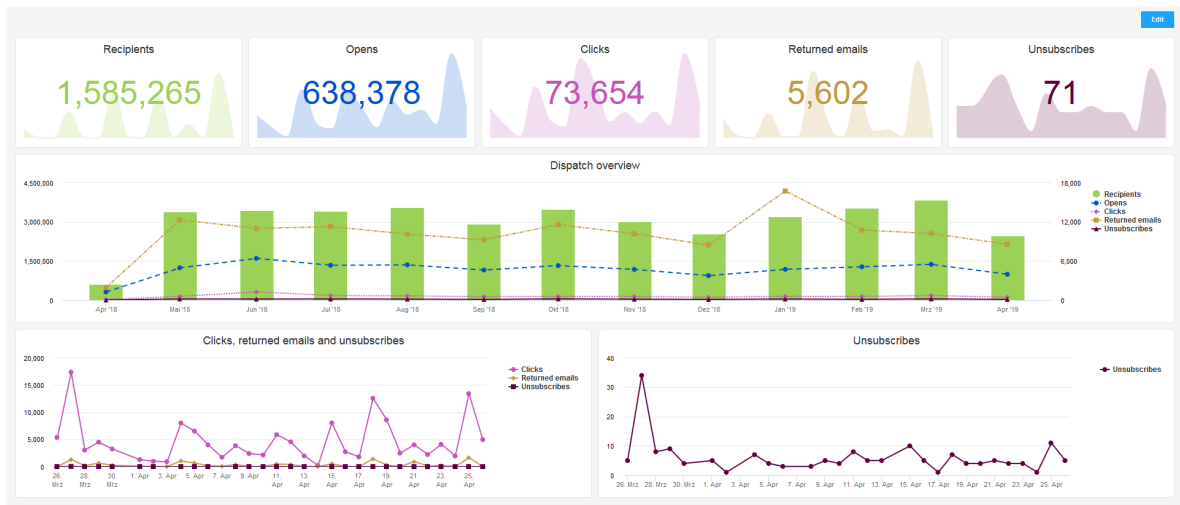 Edit
Recipients
1,585,265
Opens
638,378
Clicks
73,654
Returned emails
5,602
Unsubscribes
71
Dispatch overview
4,500,000
3,000,000
1,500,000
0
18,000
12,000
6,000
0
Apr '18 Mai '18 Jun '18 Jul '18 Aug '18 Sep '18 Okt '18 Nov '18 Dez '18 Jan '19 Feb '19 Mrz '19 Apr '19
Recipients
Opens
Clicks
Returned emails
Unsubscribes
Clicks, returned emails and unsubscribes
20,000
15,000
10,000
5,000
0
26. Mrz 28. Mrz 30. Mrz 1. Apr 3. Apr 5. Apr 7. Apr 9. Apr 11. Apr 13. Apr 15. Apr 17. Apr 19. Apr 21. Apr 23. Apr 25. Apr
Clicks
Returned emails
Unsubscribes
Unsubscribes
40
30
20
10
0
26. Mrz 28. Mrz 30. Mrz 1. Apr 3. Apr 5. Apr 7. Apr 9. Apr 11. Apr 13. Apr 15. Apr 17. Apr 19. Apr 21. Apr 23. Apr 25. Apr
Unsubscribes